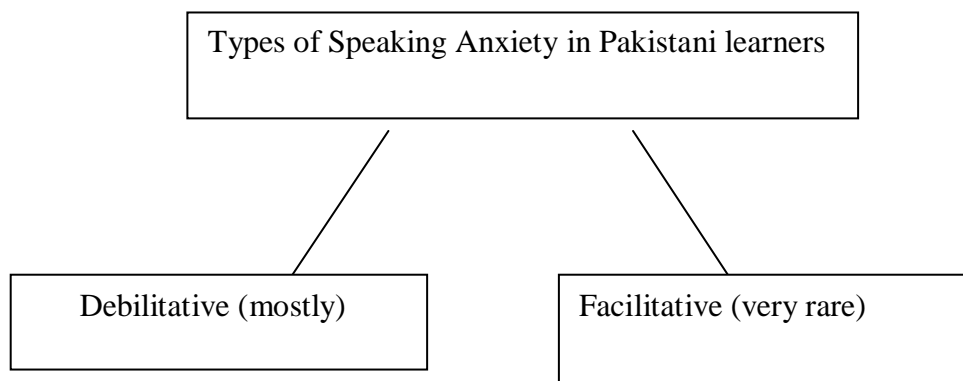 Types of Speaking Anxiety in Pakistani learners
Debilitative (mostly)
Facilitative (very rare)